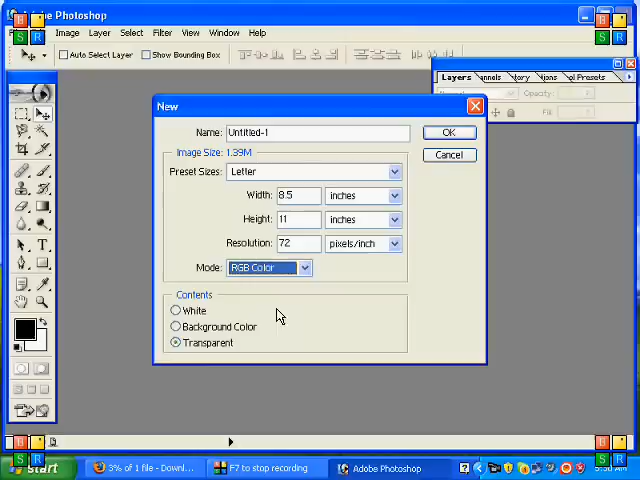 Adobe Photoshop
Image Layer Select Filter View Window Help
Auto Select Layer Show Bounding Box
Layers
Opacity:
Fill:
New
Name: Untitled-1
OK
Image Size: 1.39M
Cancel
Preset Sizes: Letter
Width: 8.5 inches
Height: 11 inches
Resolution: 72 pixels/inch
Mode: RGB Color
Contents
White
Background Color
Transparent
T
B
S R
start 3% of 1 file - Downl... F7 to stop recording Adobe Photoshop